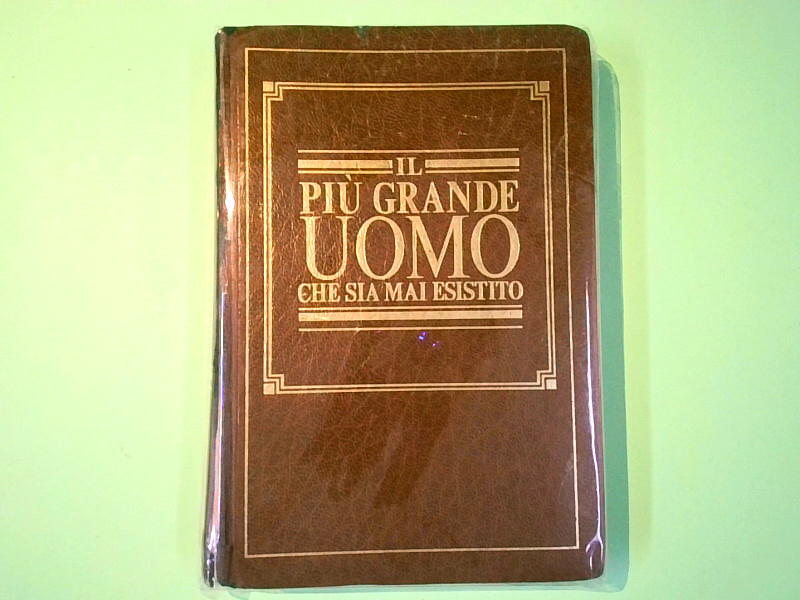 IL
PIÙ GRANDE
UOMO
CHE SIA MAI ESISTITO